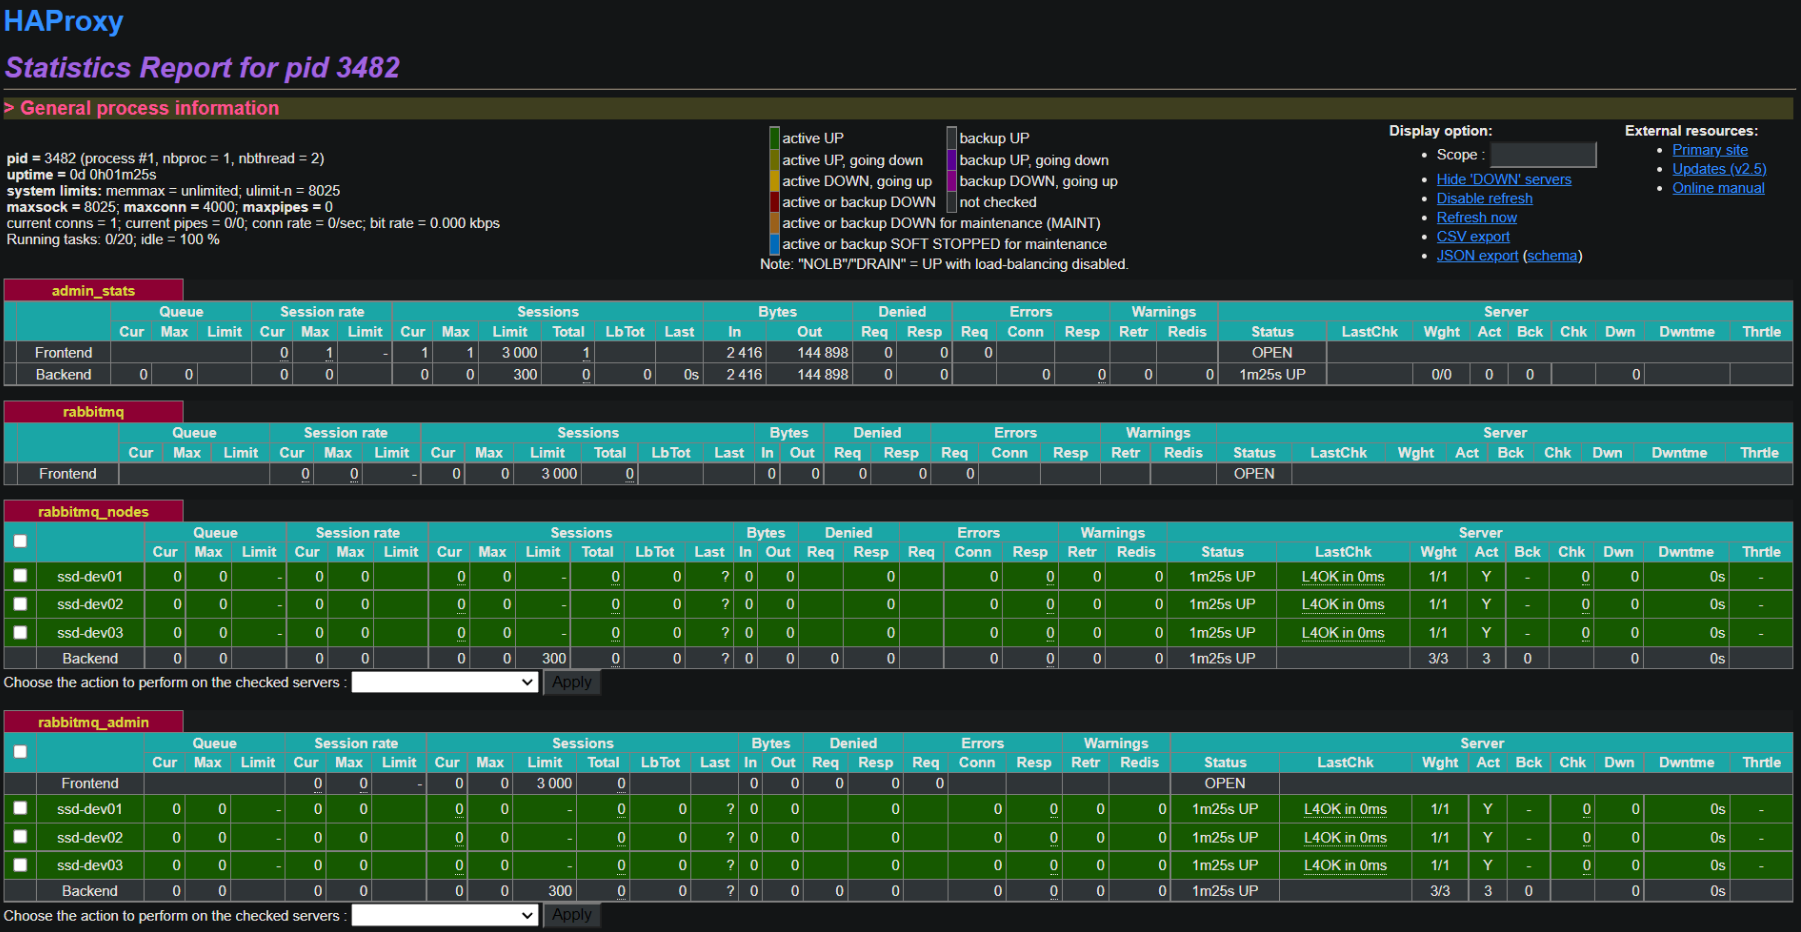 HAProxy
Statistics Report for pid 3482
> General process information
pid = 3482 (process #1, nbproc = 1, nbthread = 2)
uptime = 0d 0h01m25s
system limits: memmax = unlimited; ulimit-n = 8025
maxsock = 8025; maxconn = 4000; maxpipes = 0
current conns = 1; current pipes = 0/0; conn rate = 0/sec; bit rate = 0.000 kbps
Running tasks: 0/20; idle = 100 %
active UP backup UP
active UP, going down backup UP, going down
active DOWN, going up backup DOWN, going up
active or backup DOWN not checked
active or backup DOWN for maintenance (MAINT)
active or backup SOFT STOPPED for maintenance
Note: "NOLB"/"DRAIN" = UP with load-balancing disabled.
Display option:
• Scope :
• Hide 'DOWN' servers
• Disable refresh
• Refresh now
• CSV export
• JSON export (schema)
External resources:
• Primary site
• Updates (v2.5)
• Online manual
admin_stats
Queue Session rate Sessions Bytes Denied Errors Warnings Server
Cur Max Limit Cur Max Limit Cur Max Limit Total LbTot Last In Out Req Resp Req Conn Resp Retr Redis Status LastChk Wght Act Bck Chk Dwn Dwntme Thrtle
Frontend 0 1 - 1 1 3 000 1 2 416 144 898 0 0 0 OPEN
Backend 0 0 0 0 0 0 300 0 0 0s 2 416 144 898 0 0 0 0 0 0 1m25s UP 0/0 0 0 0
rabbitmq
Queue Session rate Sessions Bytes Denied Errors Warnings Server
Cur Max Limit Cur Max Limit Cur Max Limit Total LbTot Last In Out Req Resp Req Conn Resp Retr Redis Status LastChk Wght Act Bck Chk Dwn Dwntme Thrtle
Frontend 0 0 - 0 0 3 000 0 0 0 0 0 0 OPEN
rabbitmq_nodes
Queue Session rate Sessions Bytes Denied Errors Warnings Server
Cur Max Limit Cur Max Limit Cur Max Limit Total LbTot Last In Out Req Resp Req Conn Resp Retr Redis Status LastChk Wght Act Bck Chk Dwn Dwntme Thrtle
ssd-dev01 0 0 - 0 0 0 0 - 0 0 ? 0 0 0 0 0 0 0 1m25s UP L4OK in 0ms 1/1 Y - 0 0 0s -
ssd-dev02 0 0 - 0 0 0 0 - 0 0 ? 0 0 0 0 0 0 0 1m25s UP L4OK in 0ms 1/1 Y - 0 0 0s -
ssd-dev03 0 0 - 0 0 0 0 - 0 0 ? 0 0 0 0 0 0 0 1m25s UP L4OK in 0ms 1/1 Y - 0 0 0s -
Backend 0 0 0 0 0 0 300 0 0 ? 0 0 0 0 0 0 0 0 1m25s UP 3/3 3 0 0 0s
Choose the action to perform on the checked servers : Apply
rabbitmq_admin
Queue Session rate Sessions Bytes Denied Errors Warnings Server
Cur Max Limit Cur Max Limit Cur Max Limit Total LbTot Last In Out Req Resp Req Conn Resp Retr Redis Status LastChk Wght Act Bck Chk Dwn Dwntme Thrtle
Frontend 0 0 - 0 0 3 000 0 0 0 0 0 0 OPEN
ssd-dev01 0 0 - 0 0 0 0 - 0 0 ? 0 0 0 0 0 0 0 1m25s UP L4OK in 0ms 1/1 Y - 0 0 0s -
ssd-dev02 0 0 - 0 0 0 0 - 0 0 ? 0 0 0 0 0 0 0 1m25s UP L4OK in 0ms 1/1 Y - 0 0 0s -
ssd-dev03 0 0 - 0 0 0 0 - 0 0 ? 0 0 0 0 0 0 0 1m25s UP L4OK in 0ms 1/1 Y - 0 0 0s -
Backend 0 0 0 0 0 0 300 0 0 ? 0 0 0 0 0 0 0 0 1m25s UP 3/3 3 0 0 0s
Choose the action to perform on the checked servers : Apply